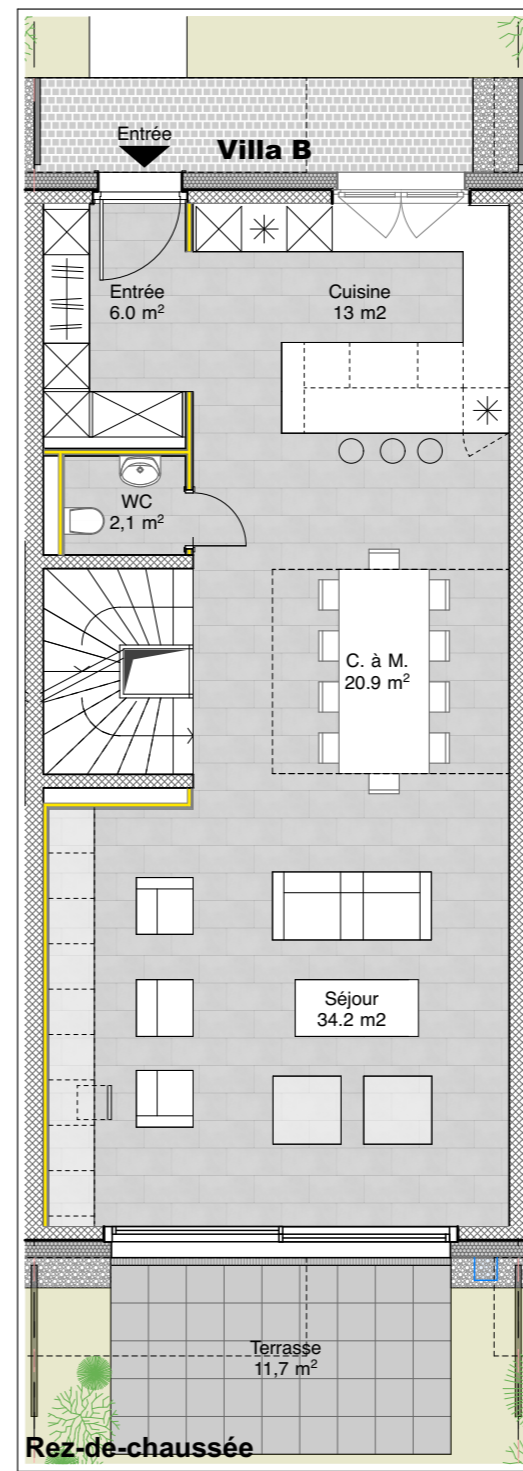 Entrée
Villa B
Entrée
6.0 m²
Cuisine
13 m2
WC
2,1 m²
C. à M.
20.9 m²
Séjour
34.2 m2
Terrasse
11,7 m²
Rez-de-chaussée